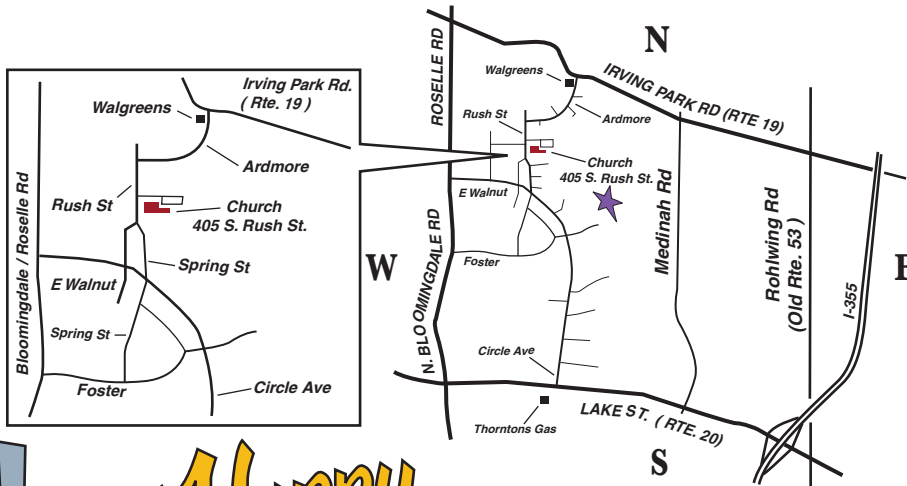 Irving Park Rd.
( Rte. 19 )
Walgreens
Ardmore
Bloomingdale / Roselle Rd
Rush St
Church
405 S. Rush St.
Spring St
E Walnut
Spring St
Foster
Circle Ave
N
ROSELLE RD
Walgreens
IRVING PARK RD (RTE 19)
Rush St
Ardmore
Church
405 S. Rush St.
E Walnut
Medinah Rd
Rohlwing Rd
(Old Rte. 53 )
W
E
Foster
N. BLOOMINGDALE RD
I-355
Circle Ave
LAKE ST. ( RTE. 20)
Thorntons Gas
S